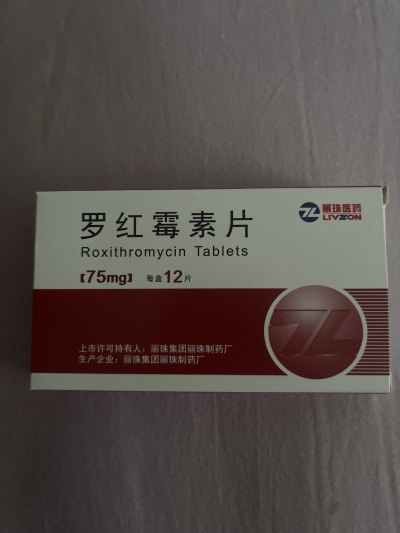 丽珠医药
LIVZON
罗红霉素片
Roxithromycin Tablets
【75mg】 每盒12片
上市许可持有人：丽珠集团丽珠制药厂
生产企业：丽珠集团丽珠制药厂